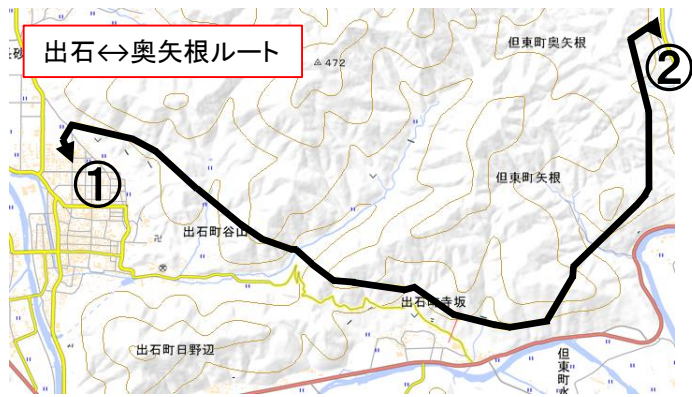 出石↔奥矢根ルート
長砂
472
但東町奥矢根
②
①
但東町矢根
出石町谷山
出石町寺坂
出石町日野辺
但東町